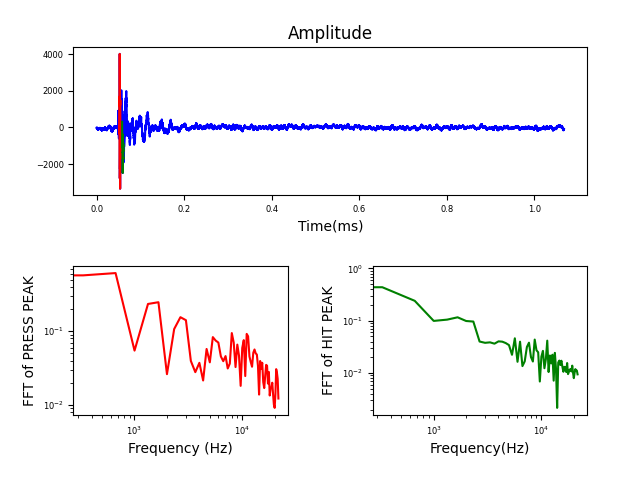 Amplitude
4000
2000
0
−2000
0.0 0.2 0.4 0.6 0.8 1.0
Time(ms)
FFT of PRESS PEAK
10⁻¹
10⁻²
10³ 10⁴
Frequency (Hz)
FFT of HIT PEAK
10⁰
10⁻¹
10⁻²
10³ 10⁴
Frequency(Hz)